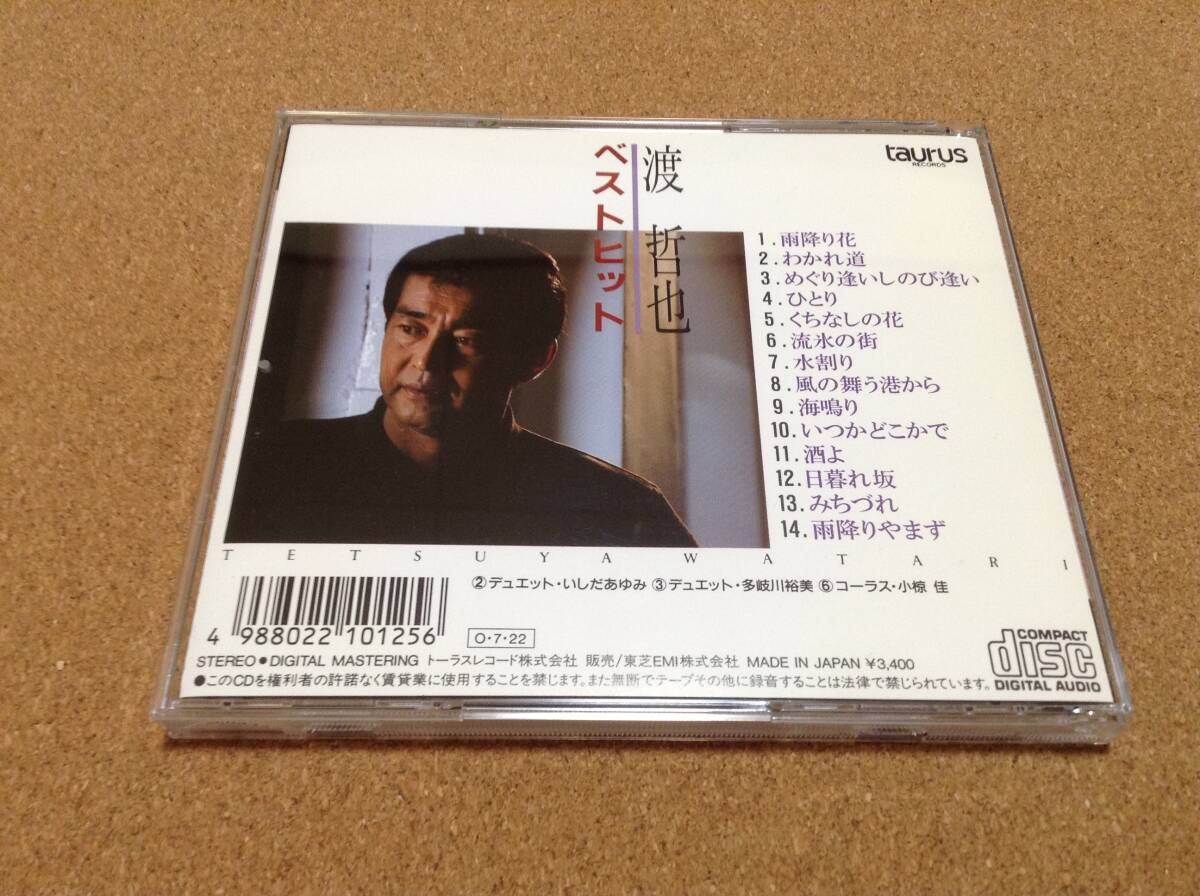 渡 哲也
ベストヒット
taurus
RECORDS
1.雨降り花
2.わかれ道
3.めぐり逢いしのび逢い
4.ひとり
5.くちなしの花
6.流氷の街
7.水割り
8.風の舞う港から
9.海鳴り
10.いつかどこかで
11.酒よ
12.日暮れ坂
13.みちづれ
14.雨降りやまず
TETSUYA WATARI
②デュエット・いしだあゆみ ③デュエット・多岐川裕美 ⑥コーラス・小椋 佳
4 988022 101256
O・7・22
STEREO●DIGITAL MASTERING トーラスレコード株式会社 販売/東芝EMI株式会社 MADE IN JAPAN ¥3,400
●このCDを権利者の許諾なく賃貸業に使用することを禁じます。また無断でテープその他に録音することは法律で禁じられています。
COMPACT
disc
DIGITAL AUDIO